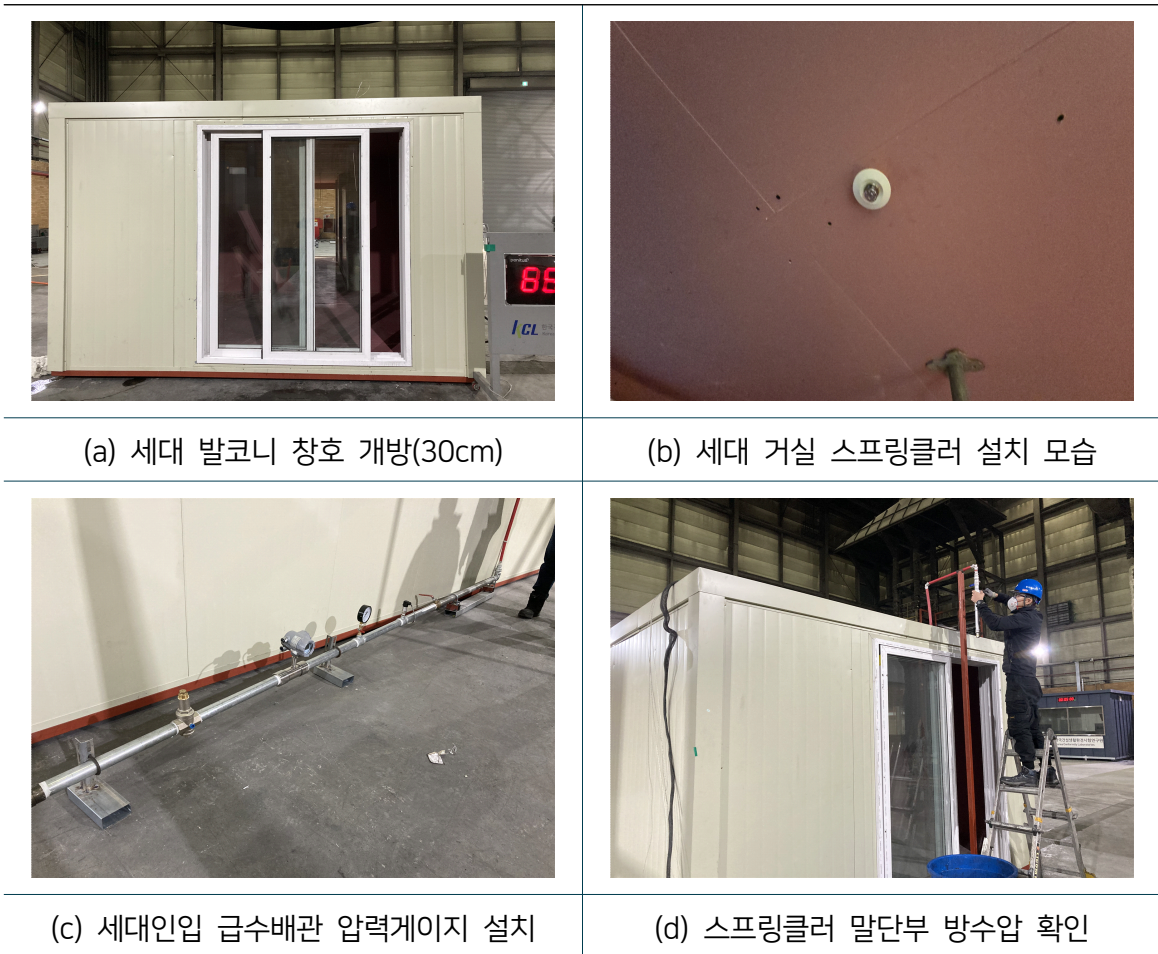 (a) 세대 발코니 창호 개방(30cm)
(b) 세대 거실 스프링클러 설치 모습
(c) 세대인입 급수배관 압력게이지 설치
(d) 스프링클러 말단부 방수압 확인